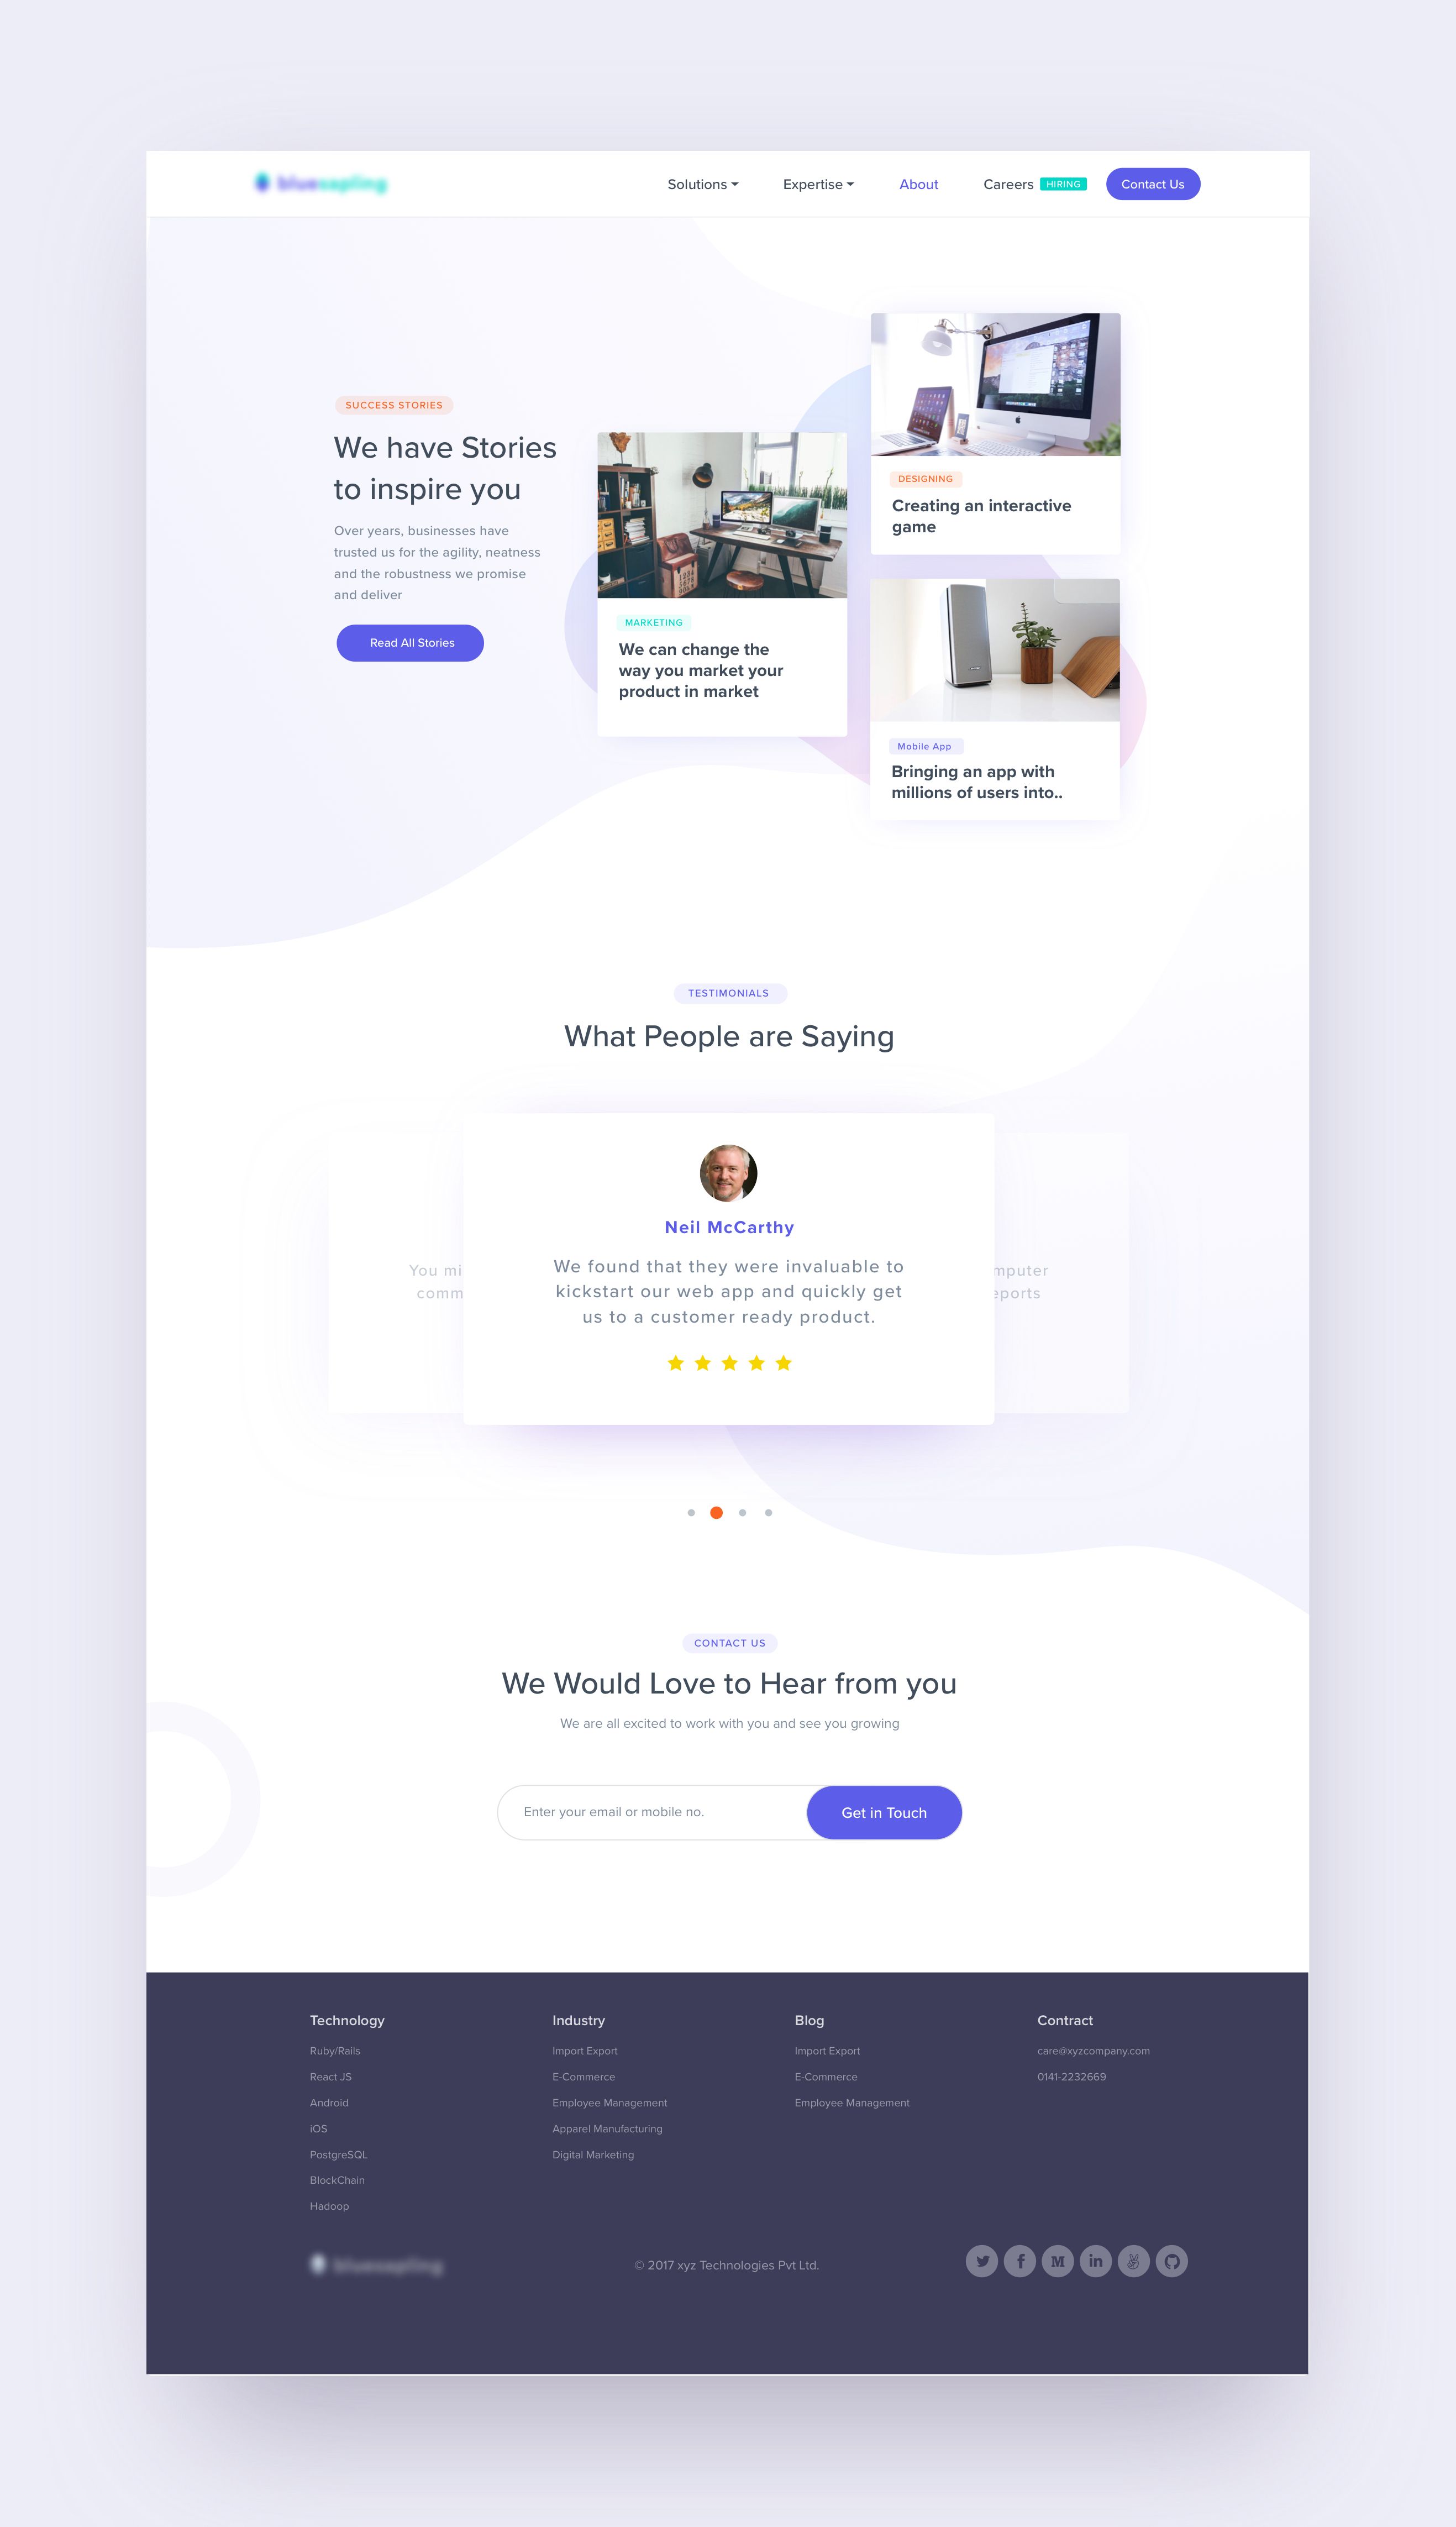 bluesapling
Solutions
Expertise
About
Careers
HIRING
Contact Us
SUCCESS STORIES
We have Stories
to inspire you
Over years, businesses have
trusted us for the agility, neatness
and the robustness we promise
and deliver
Read All Stories
MARKETING
We can change the
way you market your
product in market
DESIGNING
Creating an interactive
game
Mobile App
Bringing an app with
millions of users into..
TESTIMONIALS
What People are Saying
You mi
comm
Neil McCarthy
We found that they were invaluable to
kickstart our web app and quickly get
us to a customer ready product.
mputer
eports
CONTACT US
We Would Love to Hear from you
We are all excited to work with you and see you growing
Enter your email or mobile no.
Get in Touch
Technology
Ruby/Rails
React JS
Android
iOS
PostgreSQL
BlockChain
Hadoop
Industry
Import Export
E-Commerce
Employee Management
Apparel Manufacturing
Digital Marketing
Blog
Import Export
E-Commerce
Employee Management
Contract
care@xyzcompany.com
0141-2232669
bluesapling
© 2017 xyz Technologies Pvt Ltd.